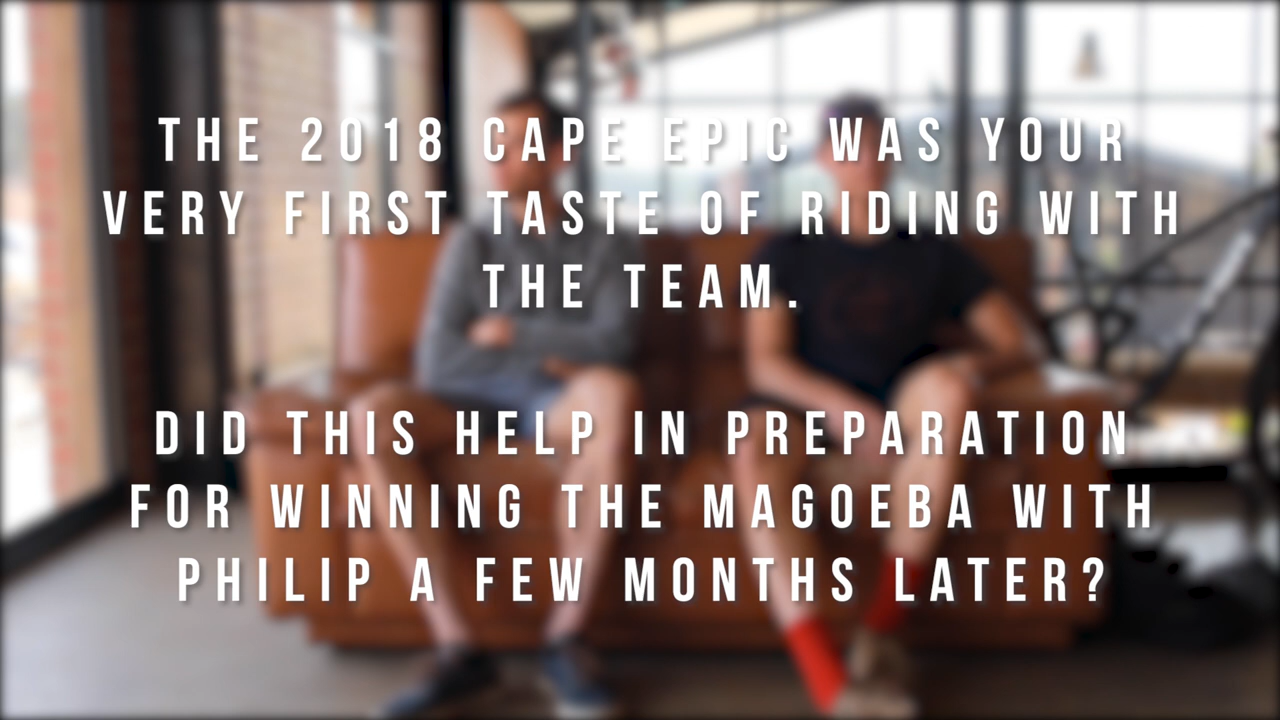 THE 2018 CAPE EPIC WAS YOUR
VERY FIRST TASTE OF RIDING WITH
THE TEAM.
DID THIS HELP IN PREPARATION
FOR WINNING THE MAGOEBA WITH
PHILIP A FEW MONTHS LATER?